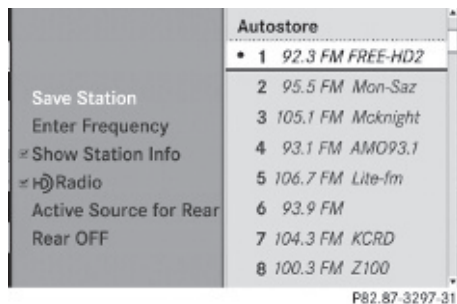 Save Station
Enter Frequency
Show Station Info
HD Radio
Active Source for Rear
Rear OFF
Autostore
• 1 92.3 FM FREE-HD2
2 95.5 FM Mon-Saz
3 105.1 FM Mcknight
4 93.1 FM AMO93.1
5 106.7 FM Lite-fm
6 93.9 FM
7 104.3 FM KCRD
8 100.3 FM Z100
P82.87-3297-31